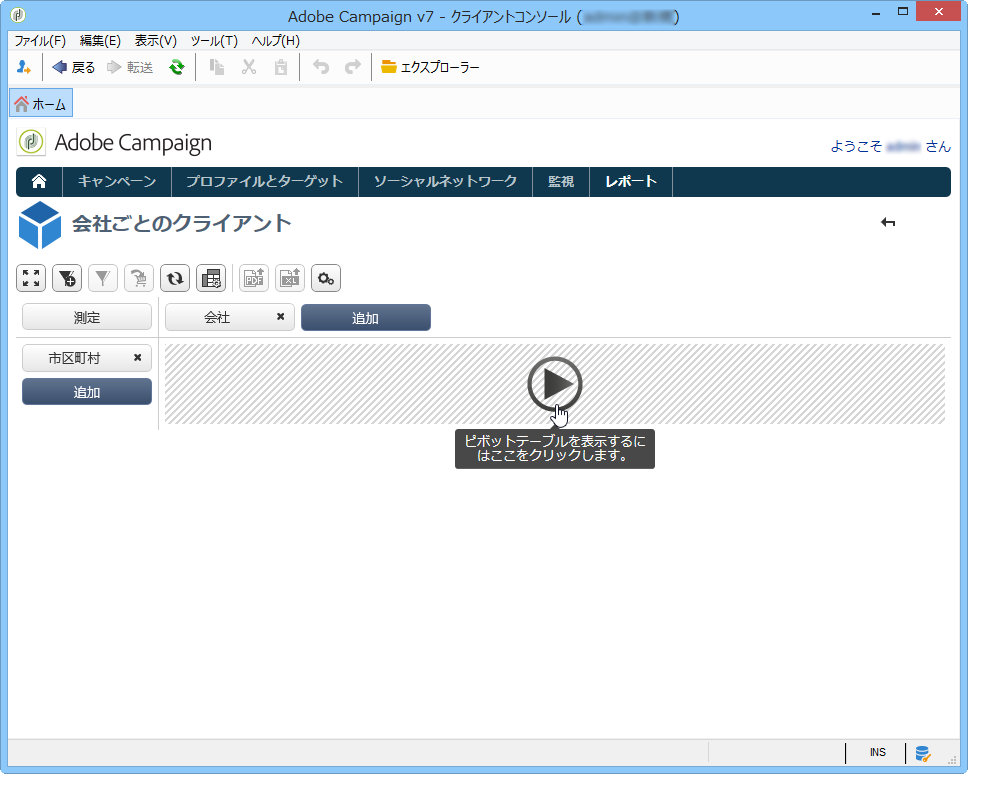 Adobe Campaign v7 - クライアントコンソール ( )
ファイル(F) 編集(E) 表示(V) ツール(T) ヘルプ(H)
戻る 転送 エクスプローラー
ホーム
Adobe Campaign
ようこそ さん
キャンペーン プロファイルとターゲット ソーシャルネットワーク 監視 レポート
会社ごとのクライアント
PDF XL
測定 会社 追加
市区町村
追加
ピボットテーブルを表示するに
はここをクリックします。
INS